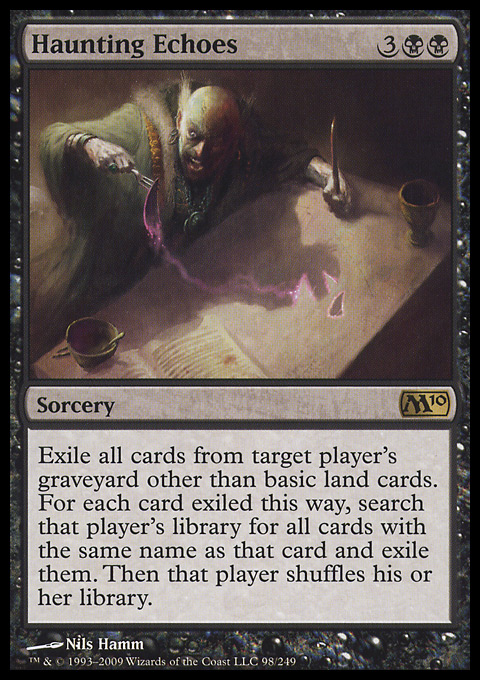 Haunting Echoes 3
Sorcery M10
Exile all cards from target player's
graveyard other than basic land cards.
For each card exiled this way, search
that player's library for all cards with
the same name as that card and exile
them. Then that player shuffles his or
her library.
Nils Hamm
™ & © 1993–2009 Wizards of the Coast LLC 98/249